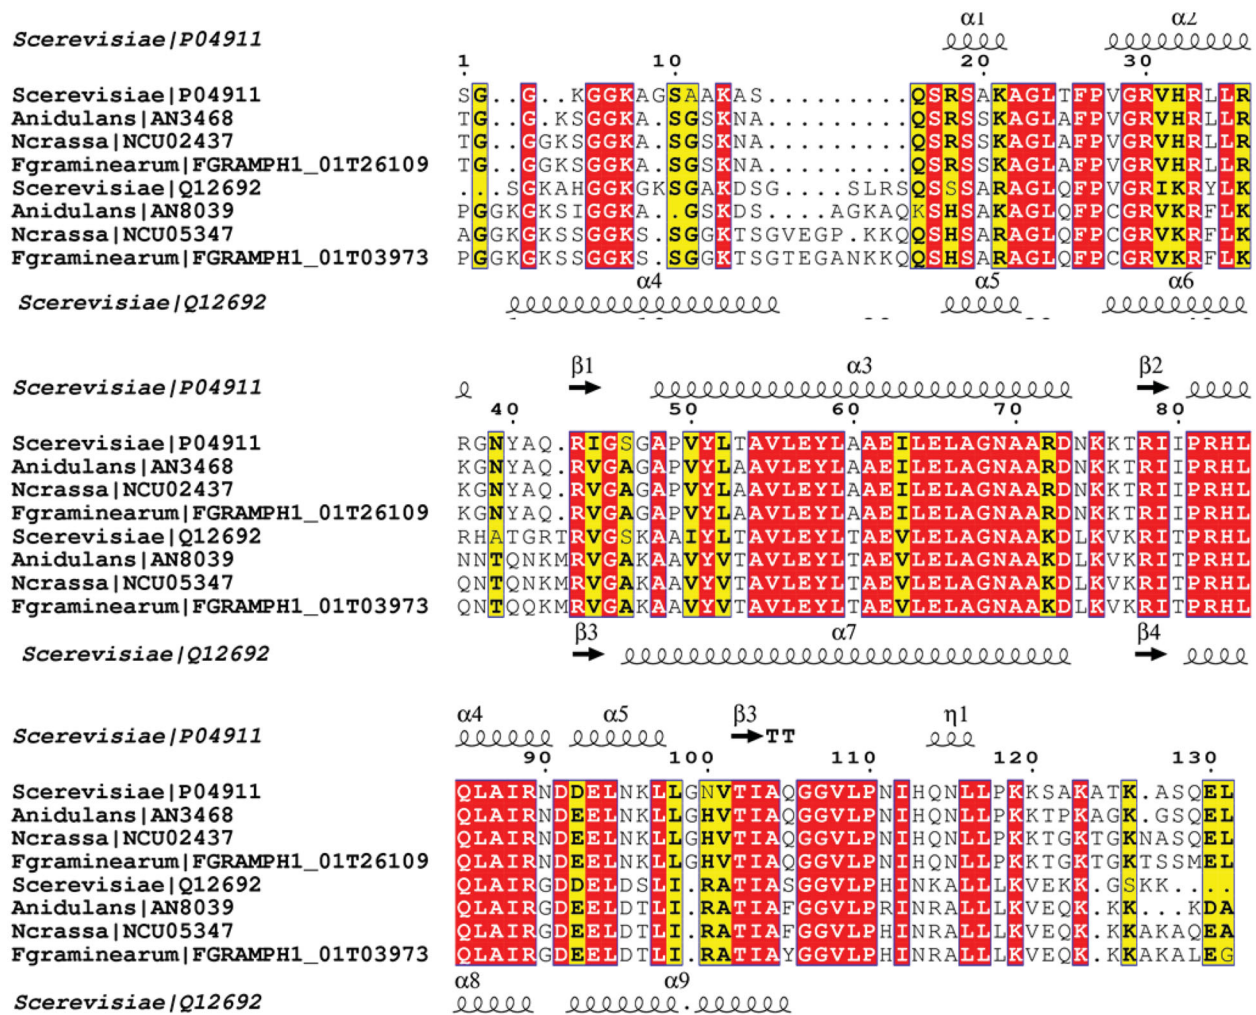 α1 α2
Scerevisiae|P04911
1 10 20 30
Scerevisiae|P04911 SG..G..KGGKAGSAAKAS.........QSRSAKAGLTFPVGRVHRLLR
Anidulans|AN3468 TG..G.KSGGKA.SGSKNA.........QSRSSKAGLAFPVGRVHRLLR
Ncrassa|NCU02437 TG..GGKSGGKA.SGSKNA.........QSRSSKAGLAFPVGRVHRLLR
Fgraminearum|FGRAMPH1_01T26109 TG..GGKSGGKA.SGSKNA.........QSRSSKAGLAFPVGRVHRLLR
Scerevisiae|Q12692 ...SGKAHGGKGKSGAKDSG....SLRSQSSSARAGLQFPVGRIKRYLK
Anidulans|AN8039 PGGKGKSIGGKA..GSKDS....AGKAQKSHSAKAGLQFPCGRVKRFLK
Ncrassa|NCU05347 AGGKGKSSGGKS.SGGKTSGVEGP.KKQQSHSARAGLQFPCGRVKRFLK
Fgraminearum|FGRAMPH1_01T03973 PGGKGKSSGGKS.SGGKTSGTEGANKKQQSHSARAGLQFPCGRVKRFLK
α4 α5 α6
Scerevisiae|Q12692
β1 α3 β2
Scerevisiae|P04911
40 50 60 70 80
Scerevisiae|P04911 RGNYAQ.RIGSGAPVYLTAVLEYLAAEILELAGNAARDNKKTRIIPRHL
Anidulans|AN3468 KGNYAQ.RVGAGAPVYLAAVLEYLAAEILELAGNAARDNKKTRIIPRHL
Ncrassa|NCU02437 KGNYAQ.RVGAGAPVYLAAVLEYLAAEILELAGNAARDNKKTRIIPRHL
Fgraminearum|FGRAMPH1_01T26109 KGNYAQ.RVGAGAPVYLAAVLEYLAAEILELAGNAARDNKKTRIIPRHL
Scerevisiae|Q12692 RHATGRTRVGSKAAIYLTAVLEYLTAEVLELAGNAAKDLKVKRITPRHL
Anidulans|AN8039 NNTQNKMRVGAKAAVYVTAVLEYLTAEVLELAGNAAKDLKVKRITPRHL
Ncrassa|NCU05347 QNTQNKMRVGAKAAVYVTAVLEYLTAEVLELAGNAAKDLKVKRITPRHL
Fgraminearum|FGRAMPH1_01T03973 QNTQQKMRVGAKAAVYVTAVLEYLTAEVLELAGNAAKDLKVKRITPRHL
β3 α7 β4
Scerevisiae|Q12692
α4 α5 β3 η1
Scerevisiae|P04911 TT
90 100 110 120 130
Scerevisiae|P04911 QLAIRNDDELNKLLGNVTIAQGGVLPNIHQNLLPKKSAKATK.ASQEL
Anidulans|AN3468 QLAIRNDEELNKLLGHVTIAQGGVLPNIHQNLLPKKTPKAGK.GSQEL
Ncrassa|NCU02437 QLAIRNDEELNKLLGHVTIAQGGVLPNIHQNLLPKKTGKTGKNASQEL
Fgraminearum|FGRAMPH1_01T26109 QLAIRNDEELNKLLGHVTIAQGGVLPNIHQNLLPKKTGKTGKTSSMEL
Scerevisiae|Q12692 QLAIRGDDELDSLI.RATIASGGVLPHINKALLLKVEKK.GSKK....
Anidulans|AN8039 QLAIRGDEELDTLI.RATIAFGGVLPRINRALLLKVEQK.KK...KDA
Ncrassa|NCU05347 QLAIRGDEELDTLI.RATIAFGGVLPHINRALLLKVEQK.KKAKAQEA
Fgraminearum|FGRAMPH1_01T03973 QLAIRGDEELDTLI.RATIAYGGVLPHINRALLLKVEQK.KKAKALEG
α8 α9
Scerevisiae|Q12692